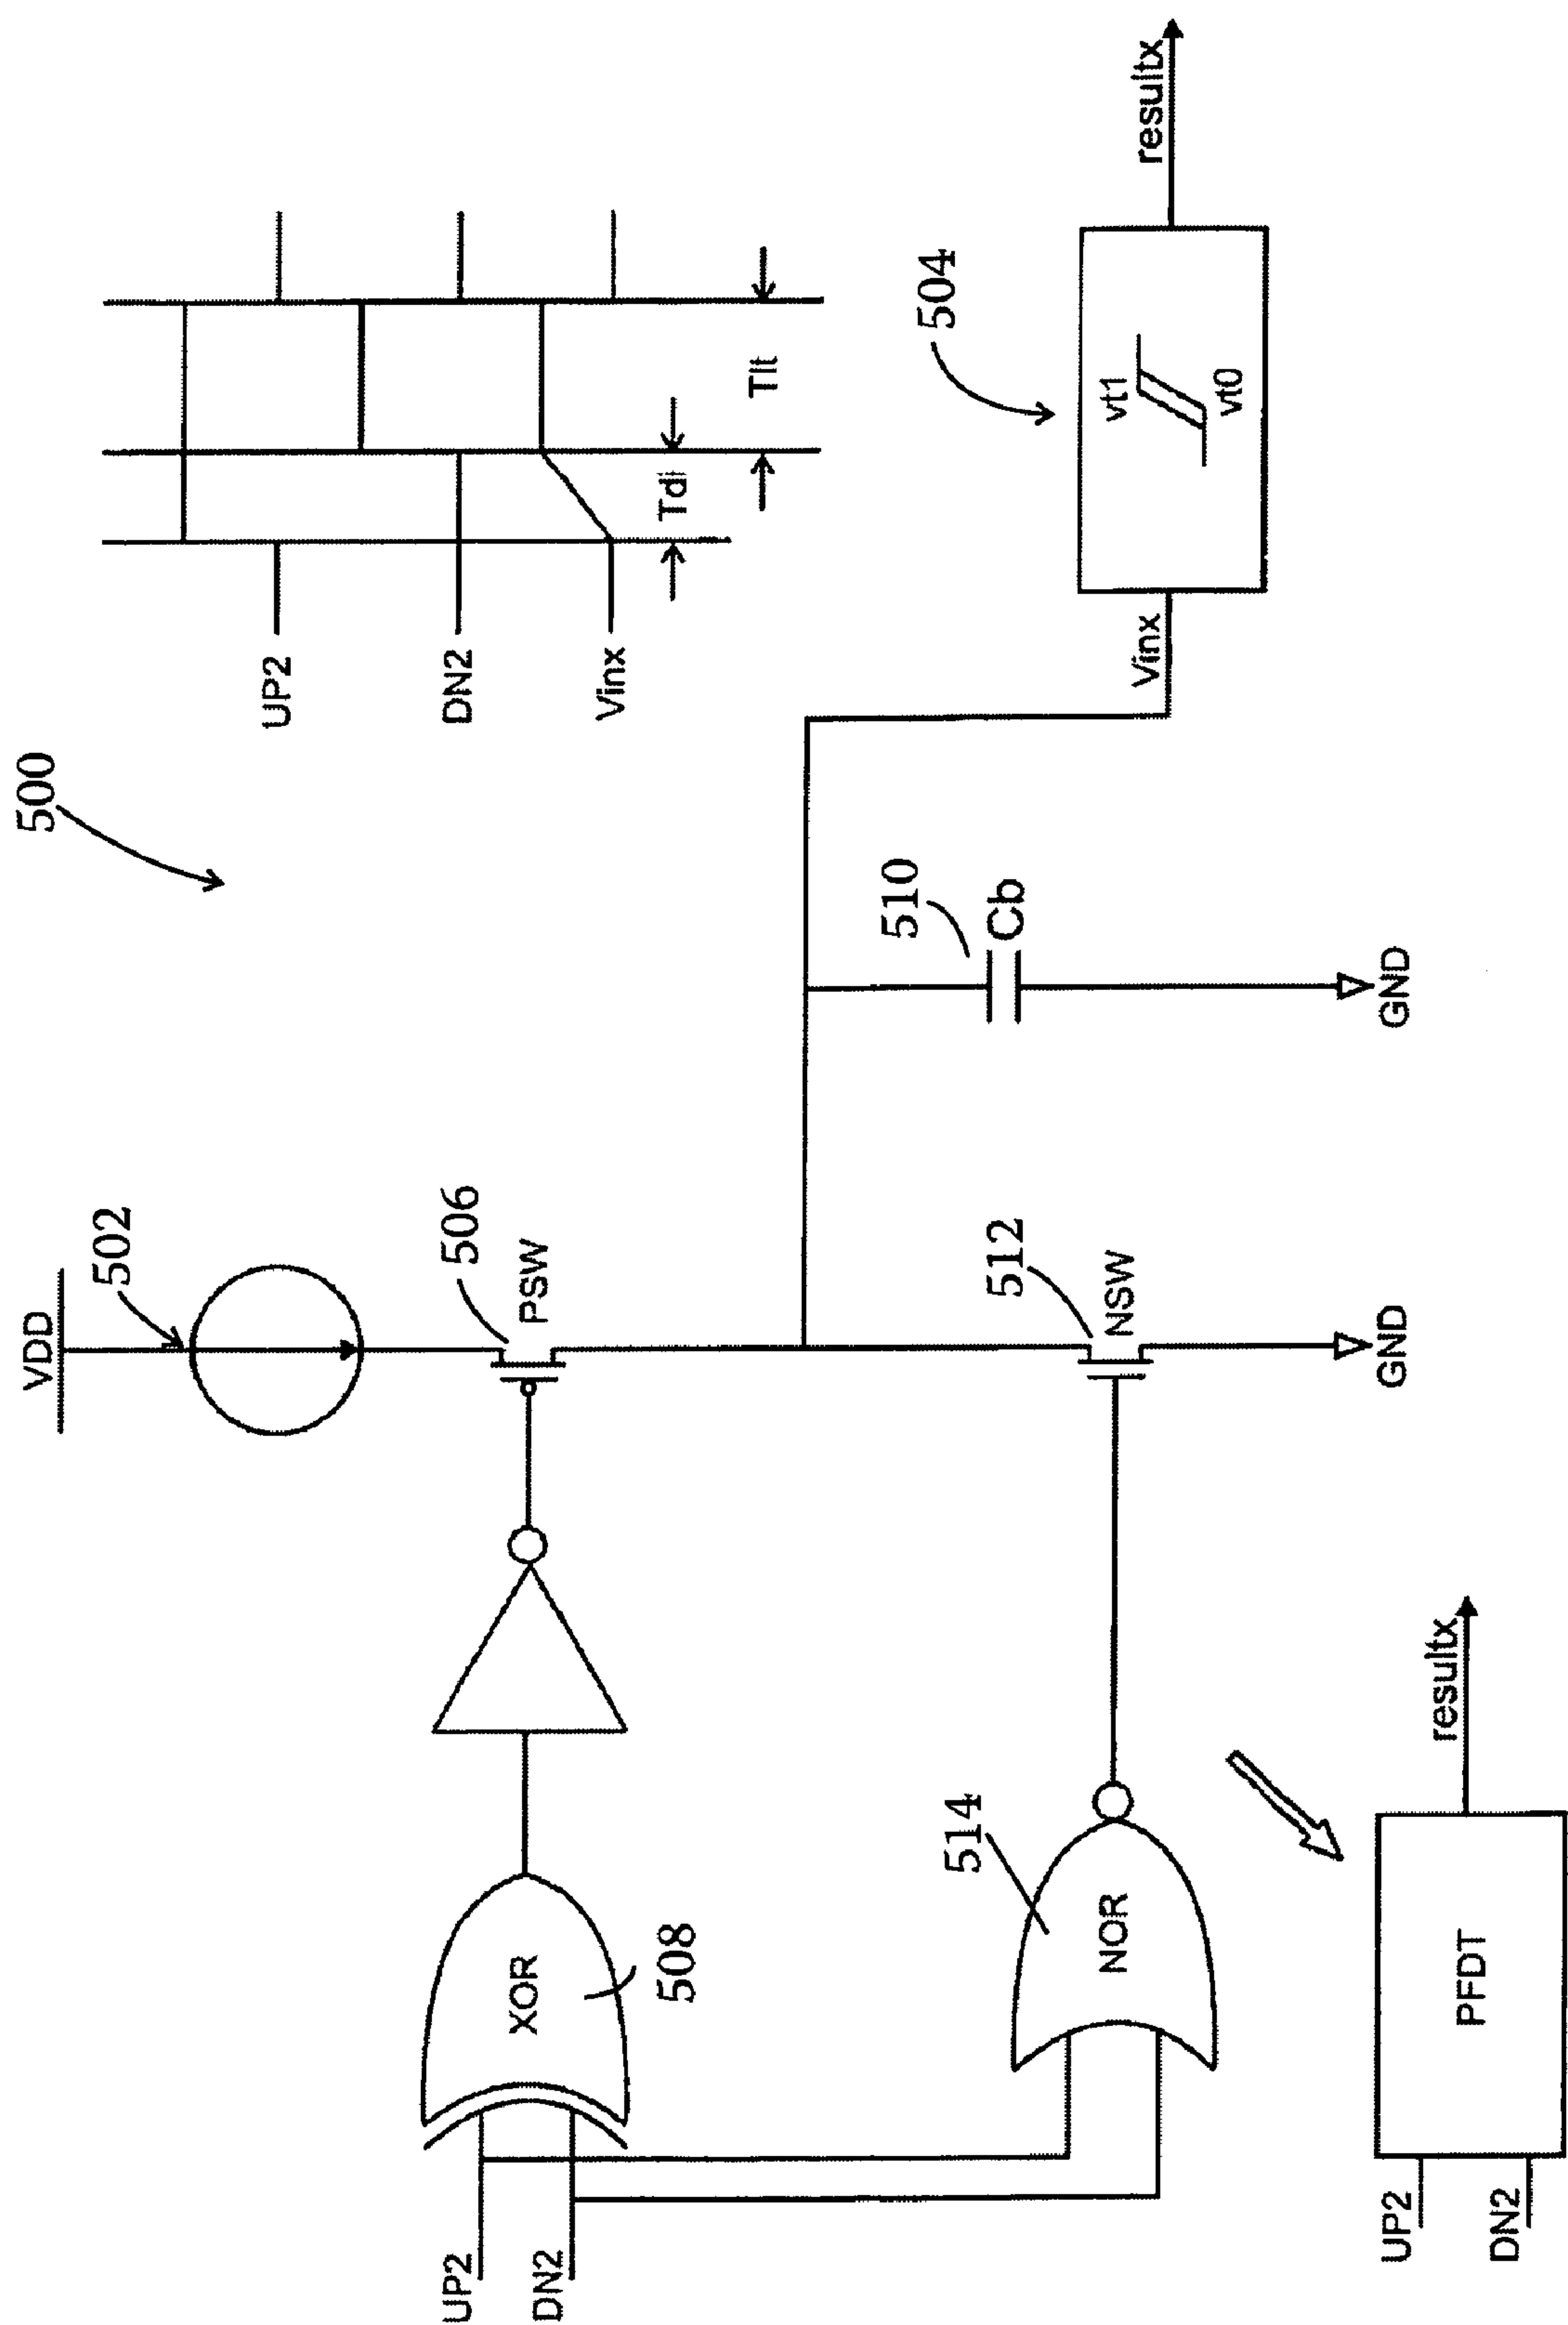 500
VDD
502
506
PSW
XOR
508
UP2
DN2
512
NSW
GND
514
NOR
510
Cb
GND
UP2
DN2
Vinx
Tdi
Tlt
504
Vinx
vt1
vt0
resultx
UP2
DN2
PFDT
resultx